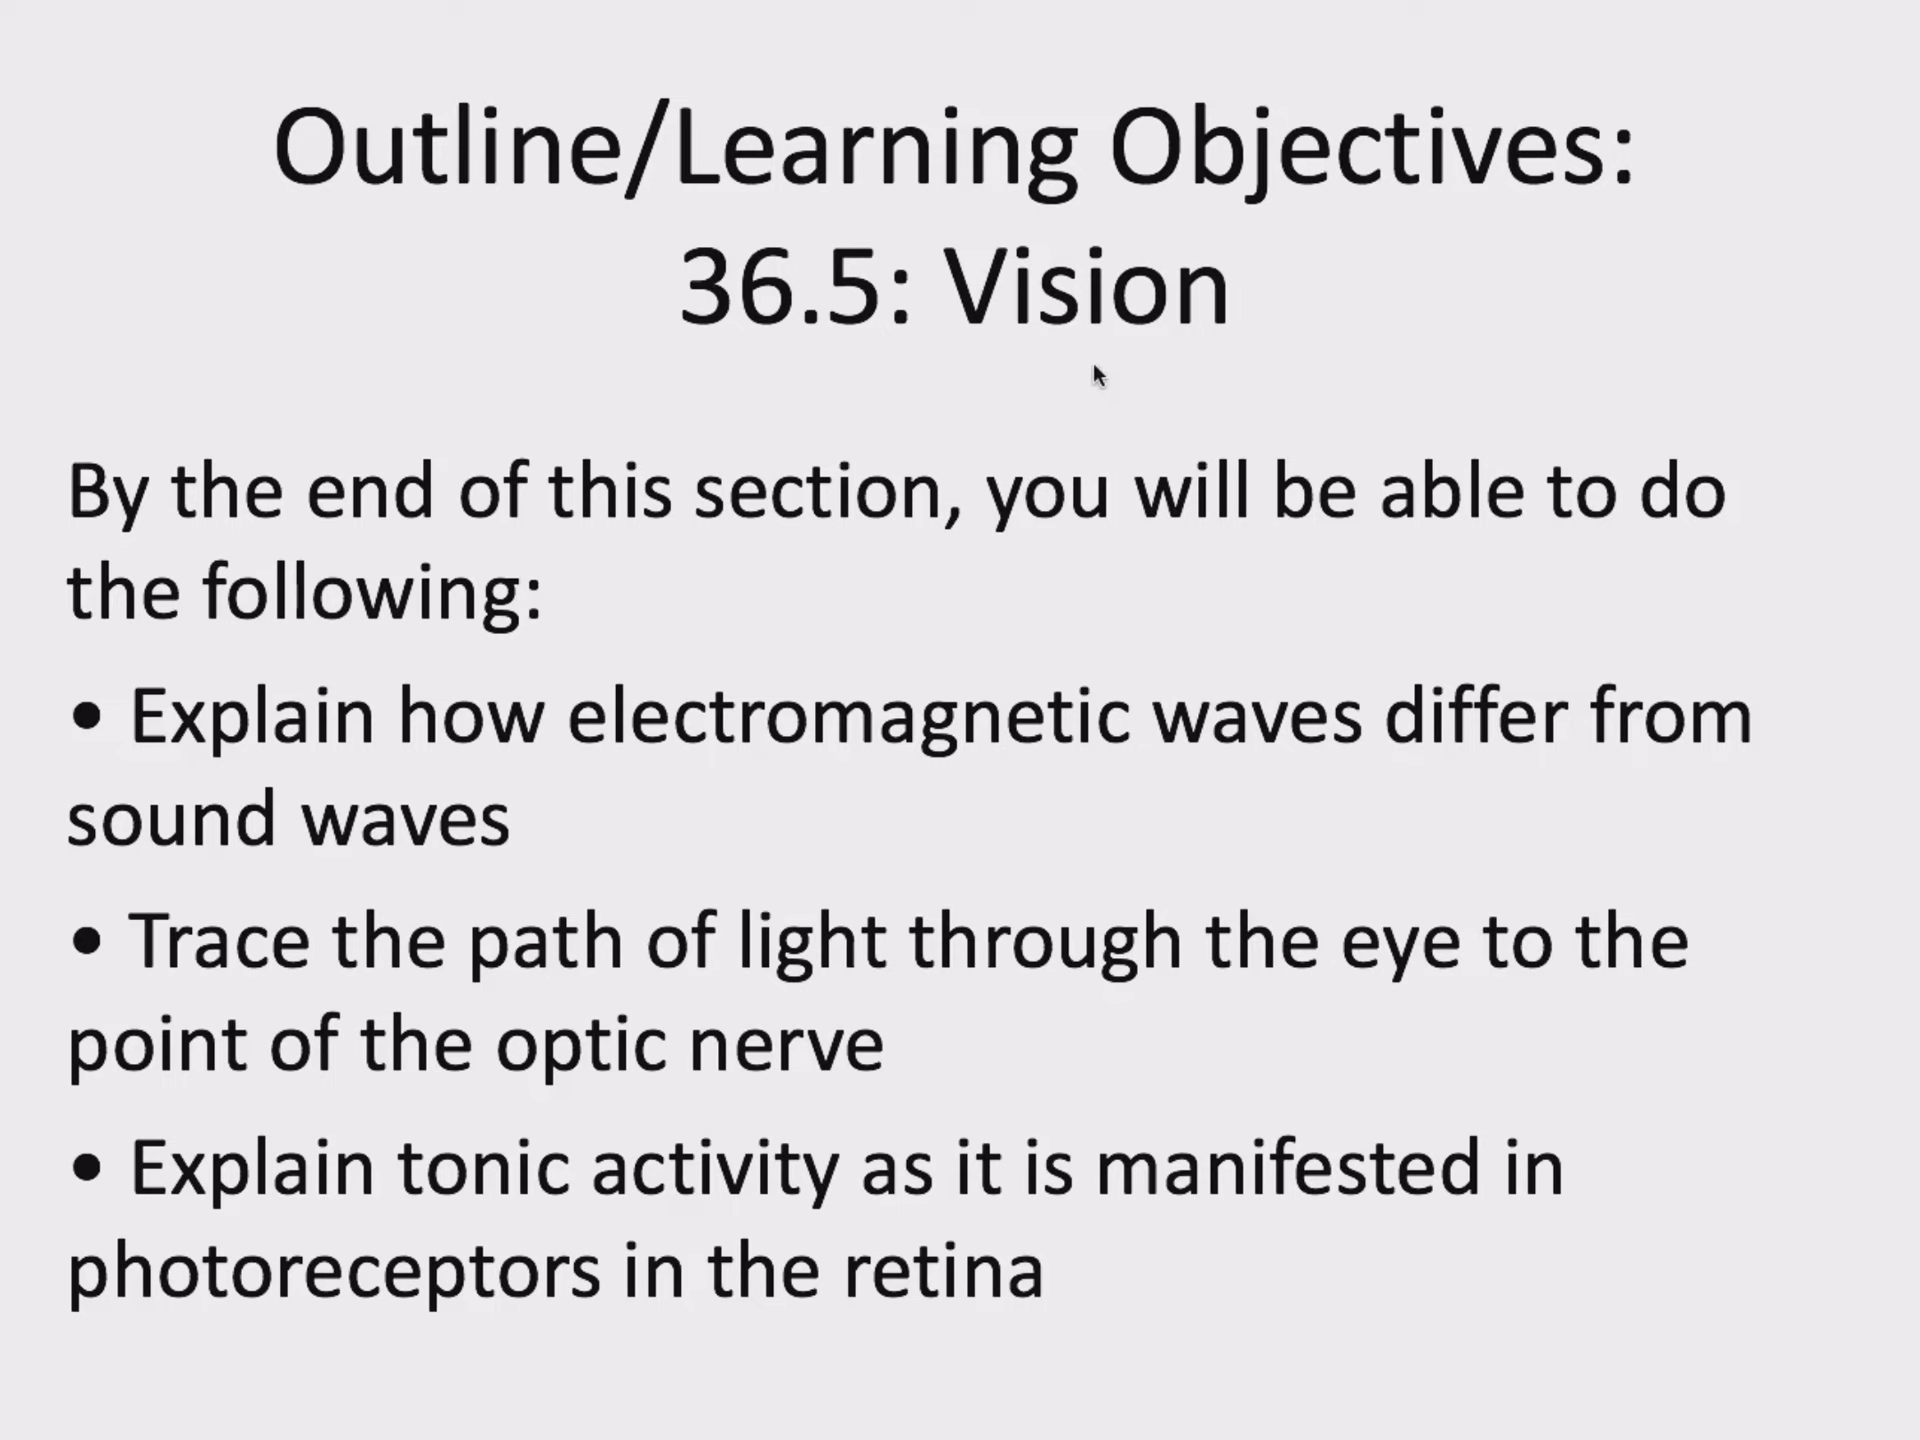 Outline/Learning Objectives:
36.5: Vision
By the end of this section, you will be able to do
the following:
• Explain how electromagnetic waves differ from
sound waves
• Trace the path of light through the eye to the
point of the optic nerve
• Explain tonic activity as it is manifested in
photoreceptors in the retina